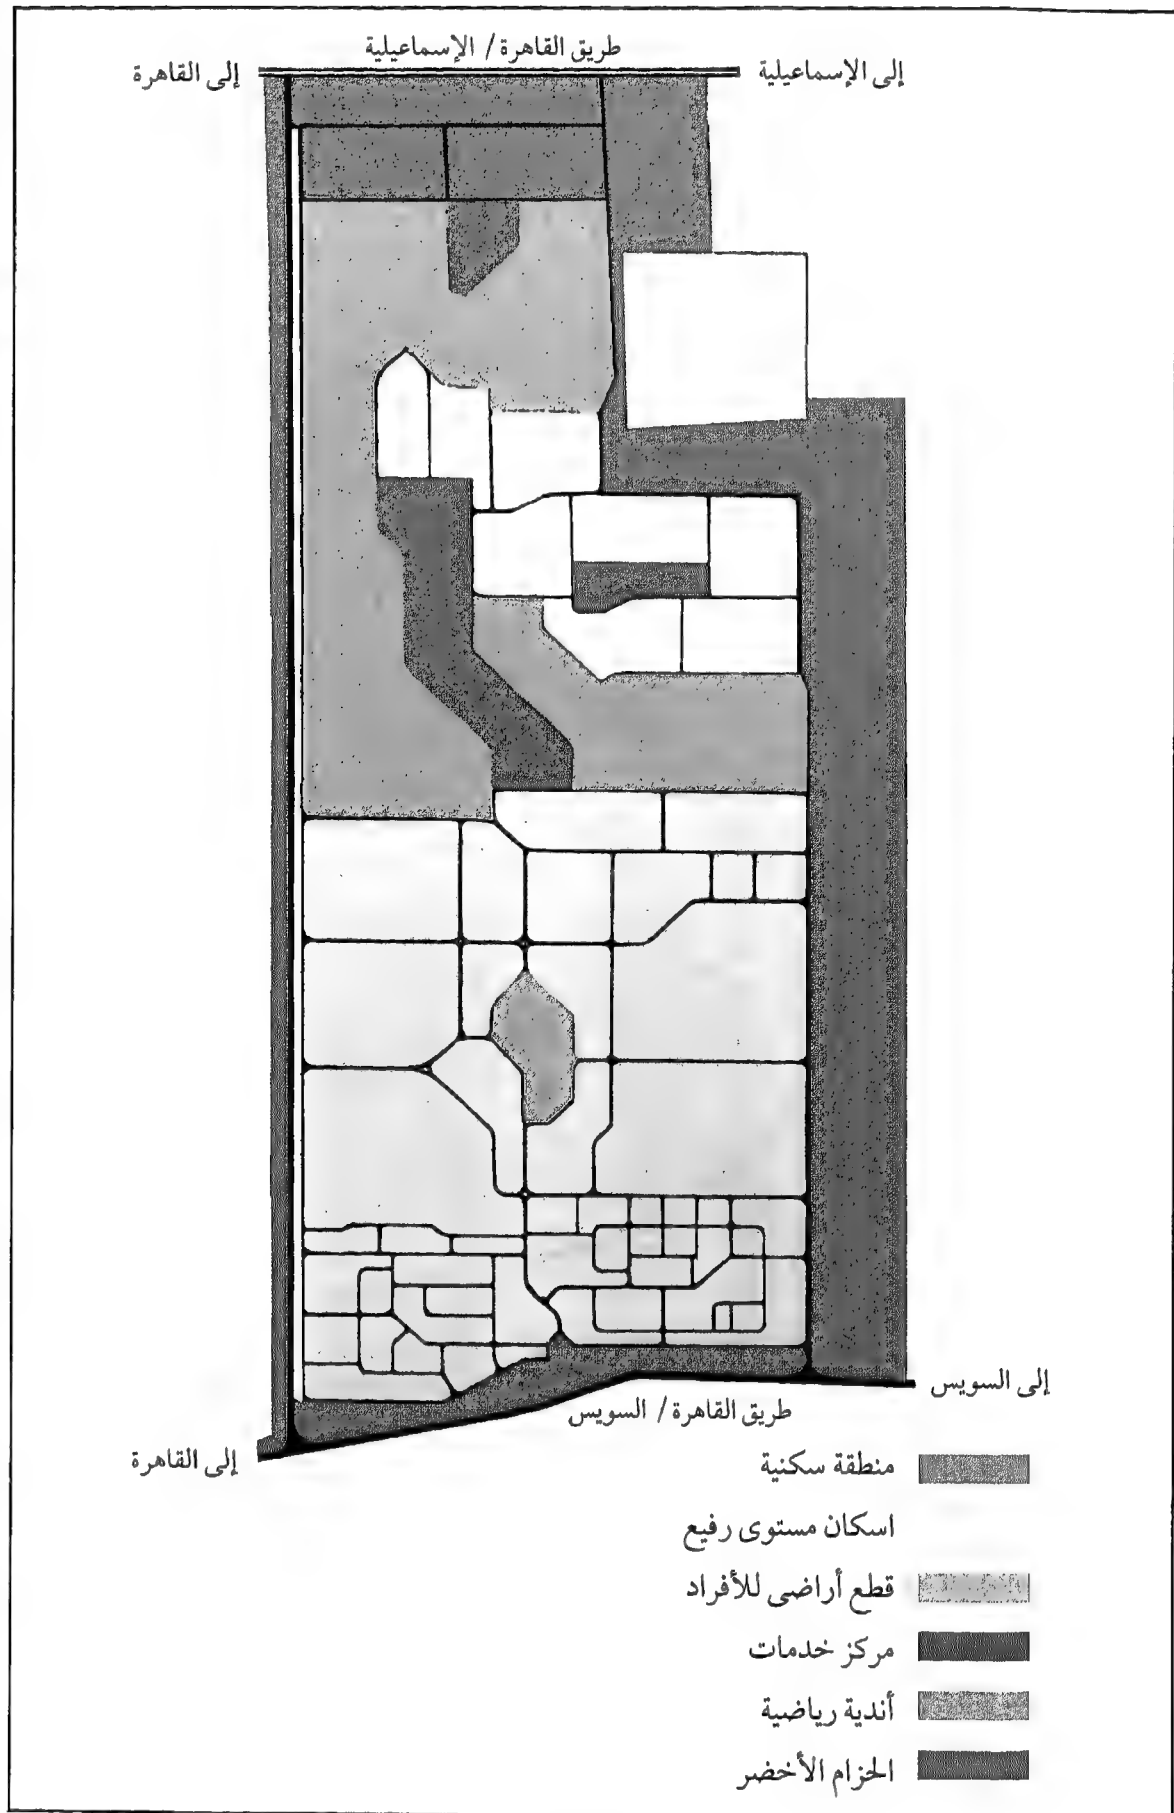 طريق القاهرة / الإسماعيلية
إلى الإسماعيلية
إلى القاهرة
إلى السويس
طريق القاهرة / السويس
إلى القاهرة
منطقة سكنية
اسكان مستوى رفيع
قطع أراضى للأفراد
مركز خدمات
أندية رياضية
الحزام الأخضر